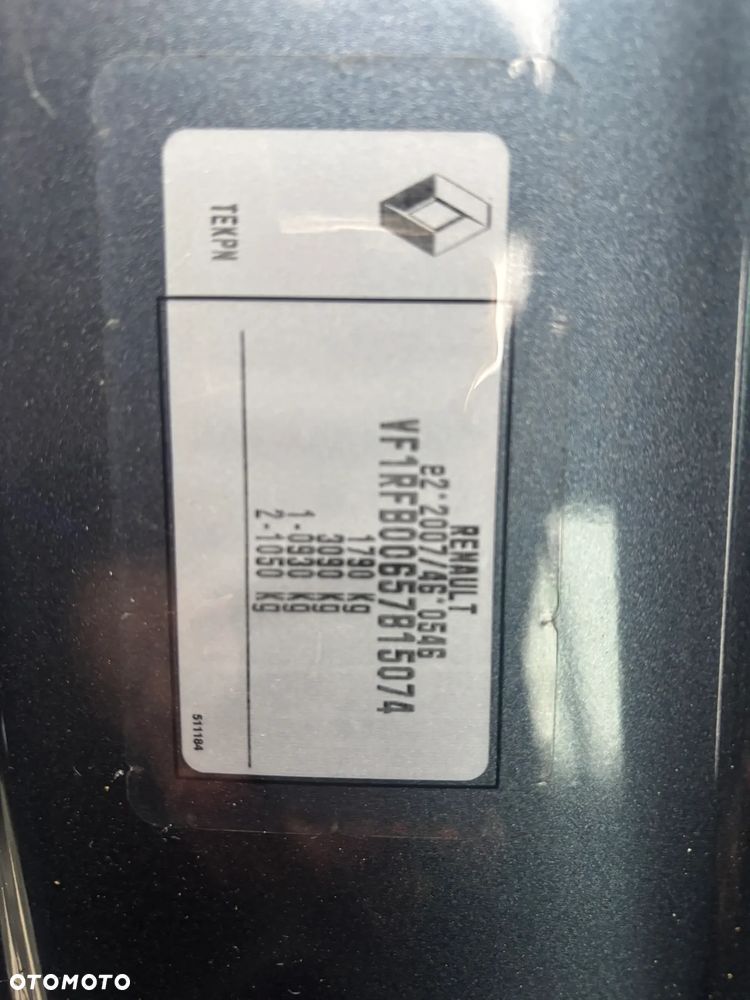 RENAULT
e2*2007/46*0546
VF1RFB00657815074
1790 kg
3090 kg
1-0930 kg
2-1050 kg
TEKPN
511184
OTOMOTO